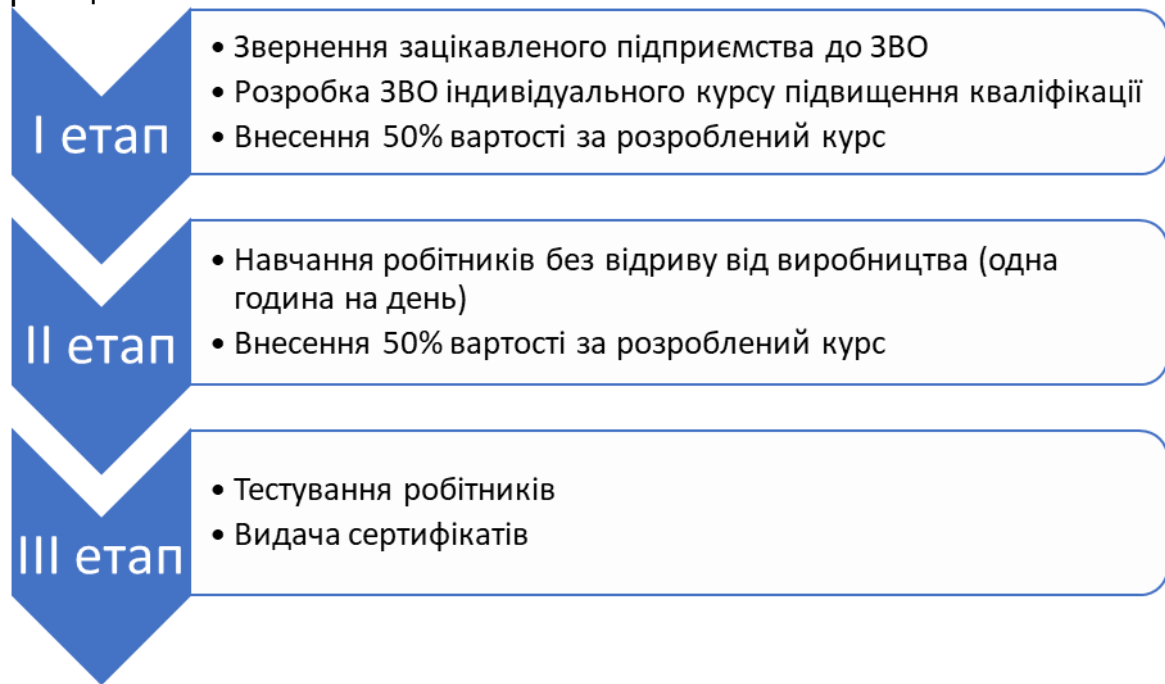 I етап
• Звернення зацікавленого підприємства до ЗВО
• Розробка ЗВО індивідуального курсу підвищення кваліфікації
• Внесення 50% вартості за розроблений курс
II етап
• Навчання робітників без відриву від виробництва (одна
година на день)
• Внесення 50% вартості за розроблений курс
III етап
• Тестування робітників
• Видача сертифікатів